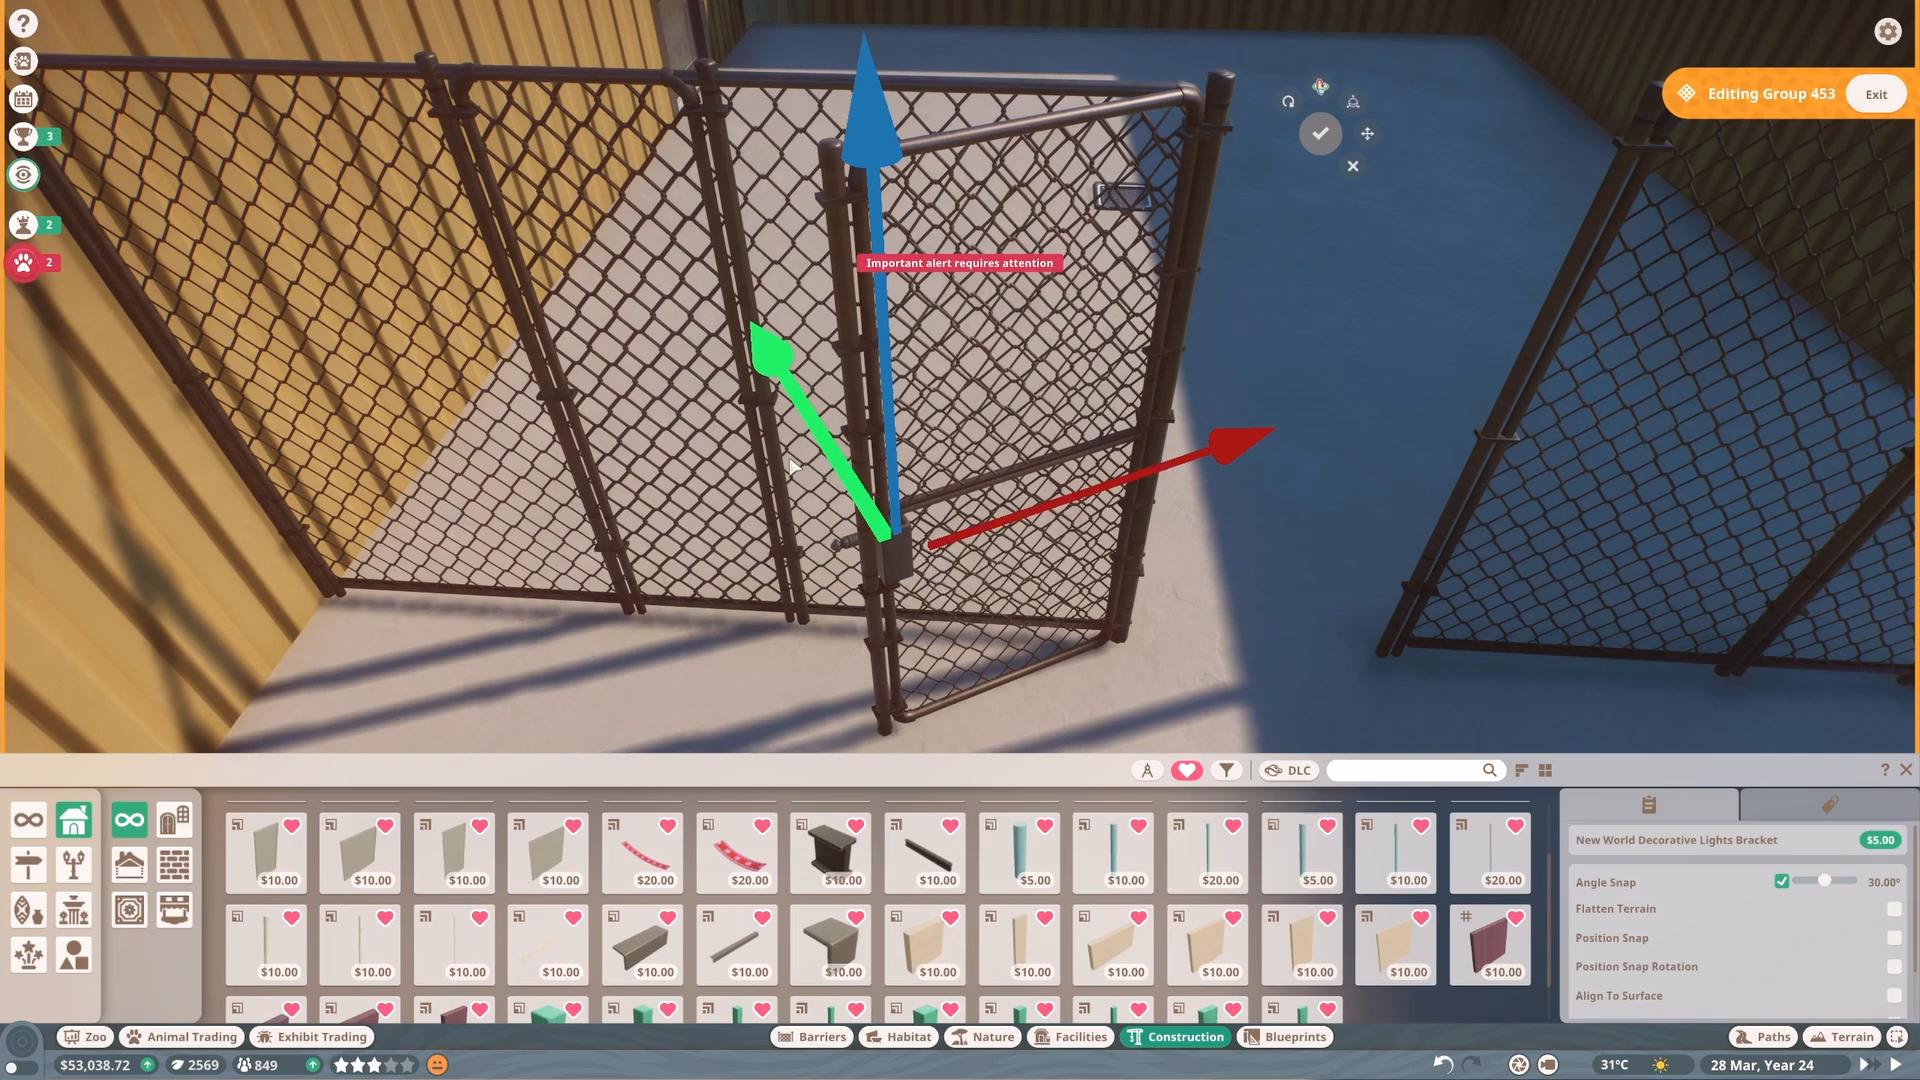 Editing Group 453
Exit
3
2
2
Important alert requires attention
DLC
$10.00 $10.00 $10.00 $10.00 $20.00 $20.00 $10.00 $10.00 $5.00 $10.00 $20.00 $5.00 $10.00 $20.00
$10.00 $10.00 $10.00 $10.00 $10.00 $10.00 $10.00 $10.00 $10.00 $10.00 $10.00 $10.00 $10.00 $10.00
New World Decorative Lights Bracket $5.00
Angle Snap 30.00°
Flatten Terrain
Position Snap
Position Snap Rotation
Align To Surface
Zoo Animal Trading Exhibit Trading Barriers Habitat Nature Facilities Construction Blueprints Paths Terrain
$53,038.72 2569 849 31°C 28 Mar, Year 24